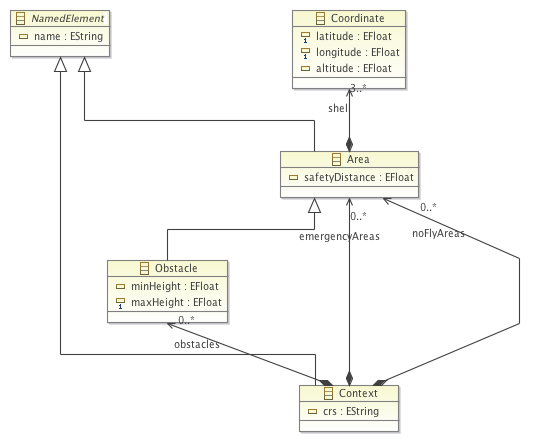 NamedElement
name : EString
Coordinate
latitude : EFloat
longitude : EFloat
altitude : EFloat
3..*
shel
Area
safetyDistance : EFloat
0..*
0..*
emergencyAreas
noFlyAreas
Obstacle
minHeight : EFloat
maxHeight : EFloat
0..*
obstacles
Context
crs : EString